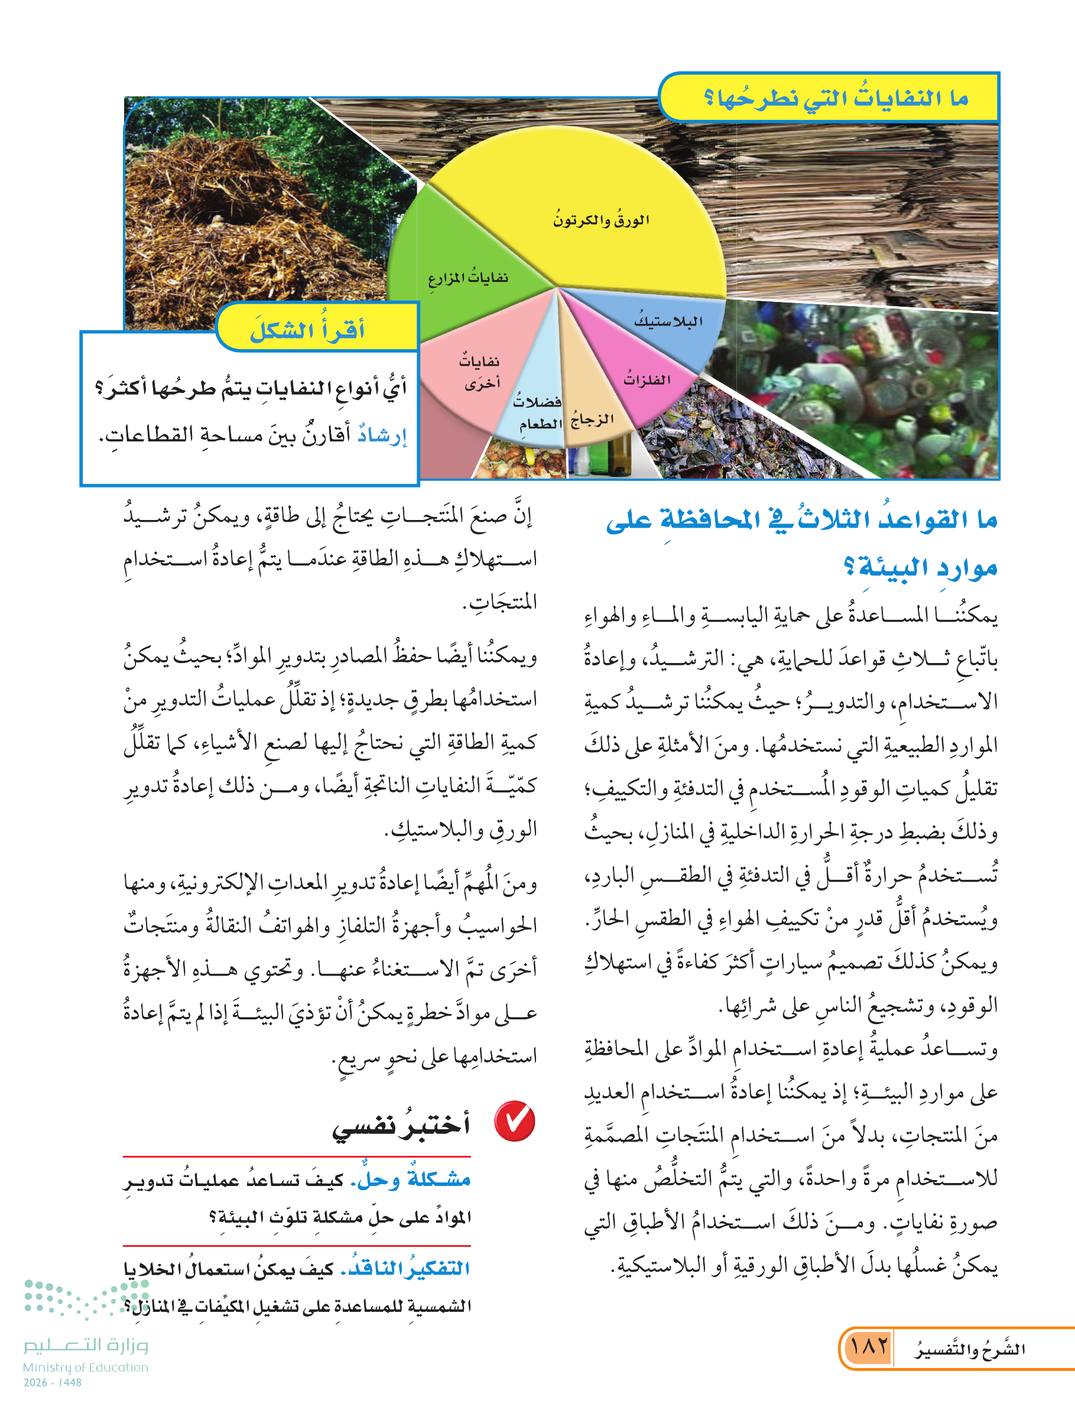 ما النفاياتُ التي نطرحُها؟
الورقُ والكرتونُ
نفاياتُ المزارعِ
البلاستيكُ
نفاياتٌ
أخرَى
الفلزاتُ
فضلاتُ
الطعامِ
الزجاجُ
أقرأُ الشكلَ
أيُّ أنواعِ النفاياتِ يتمُّ طرحُها أكثرَ؟
إرشادٌ أقارنُ بينَ مساحةِ القطاعاتِ.
ما القواعدُ الثلاثُ في المحافظةِ على
مواردِ البيئةِ؟
يمكنُنا المساعدةُ على حمايةِ اليابسةِ والماءِ والهواءِ
باتّباعِ ثلاثِ قواعدَ للحمايةِ، هي: الترشيدُ، وإعادةُ
الاستخدامِ، والتدويرُ؛ حيثُ يمكنُنا ترشيدُ كميةِ
المواردِ الطبيعيةِ التي نستخدمُها. ومنَ الأمثلةِ على ذلكَ
تقليلُ كمياتِ الوقودِ المُستخدمِ في التدفئةِ والتكييفِ؛
وذلكَ بضبطِ درجةِ الحرارةِ الداخليةِ في المنازلِ، بحيثُ
تُستخدمُ حرارةٌ أقلُّ في التدفئةِ في الطقسِ الباردِ،
ويُستخدمُ أقلُّ قدرٍ منْ تكييفِ الهواءِ في الطقسِ الحارِّ.
ويمكنُ كذلكَ تصميمُ سياراتٍ أكثرَ كفاءةً في استهلاكِ
الوقودِ، وتشجيعُ الناسِ على شرائِها.
وتساعدُ عمليةُ إعادةِ استخدامِ الموادِّ على المحافظةِ
على مواردِ البيئةِ؛ إذ يمكنُنا إعادةُ استخدامِ العديدِ
منَ المنتجاتِ، بدلاً منَ استخدامِ المنتَجاتِ المصمَّمةِ
للاستخدامِ مرةً واحدةً، والتي يتمُّ التخلُّصُ منها في
صورةِ نفاياتٍ. ومنَ ذلكَ استخدامُ الأطباقِ التي
يمكنُ غسلُها بدلَ الأطباقِ الورقيةِ أو البلاستيكيةِ.
إنَّ صنعَ المنَتجاتِ يحتاجُ إلى طاقةٍ، ويمكنُ ترشيدُ
استهلاكِ هذهِ الطاقةِ عندَما يتمُّ إعادةُ استخدامِ
المنتجَاتِ.
ويمكنُنا أيضًا حفظُ المصادرِ بتدويرِ الموادِّ؛ بحيثُ يمكنُ
استخدامُها بطرقٍ جديدةٍ؛ إذ تقلِّلُ عملياتُ التدويرِ منْ
كميةِ الطاقةِ التي نحتاجُ إليها لصنعِ الأشياءِ، كما تقلِّلُ
كمّيّةَ النفاياتِ الناتجةِ أيضًا، ومن ذلك إعادةُ تدويرِ
الورقِ والبلاستيكِ.
ومنَ المُهمِّ أيضًا إعادةُ تدويرِ المعداتِ الإلكترونيةِ، ومنها
الحواسيبُ وأجهزةُ التلفازِ والهواتفُ النقالةُ ومنتَجاتٌ
أخرَى تمَّ الاستغناءُ عنها. وتحتوي هذهِ الأجهزةُ
على موادَّ خطرةٍ يمكنُ أنْ تؤذيَ البيئةَ إذا لم يتمَّ إعادةُ
استخدامِها على نحوٍ سريعٍ.
أختبرُ نفسي
مشكلةٌ وحلٌّ. كيفَ تساعدُ عملياتُ تدويرِ
الموادِّ على حلِّ مشكلةِ تلوّثِ البيئةِ؟
التفكيرُ الناقدُ. كيفَ يمكنُ استعمالُ الخلايا
الشمسيةِ للمساعدةِ على تشغيلِ المكيِّفاتِ في المنازلِ؟
وزارة التعليم
Ministry of Education
2026 - 1448
١٨٢ الشَّرحُ والتَّفسيرُ